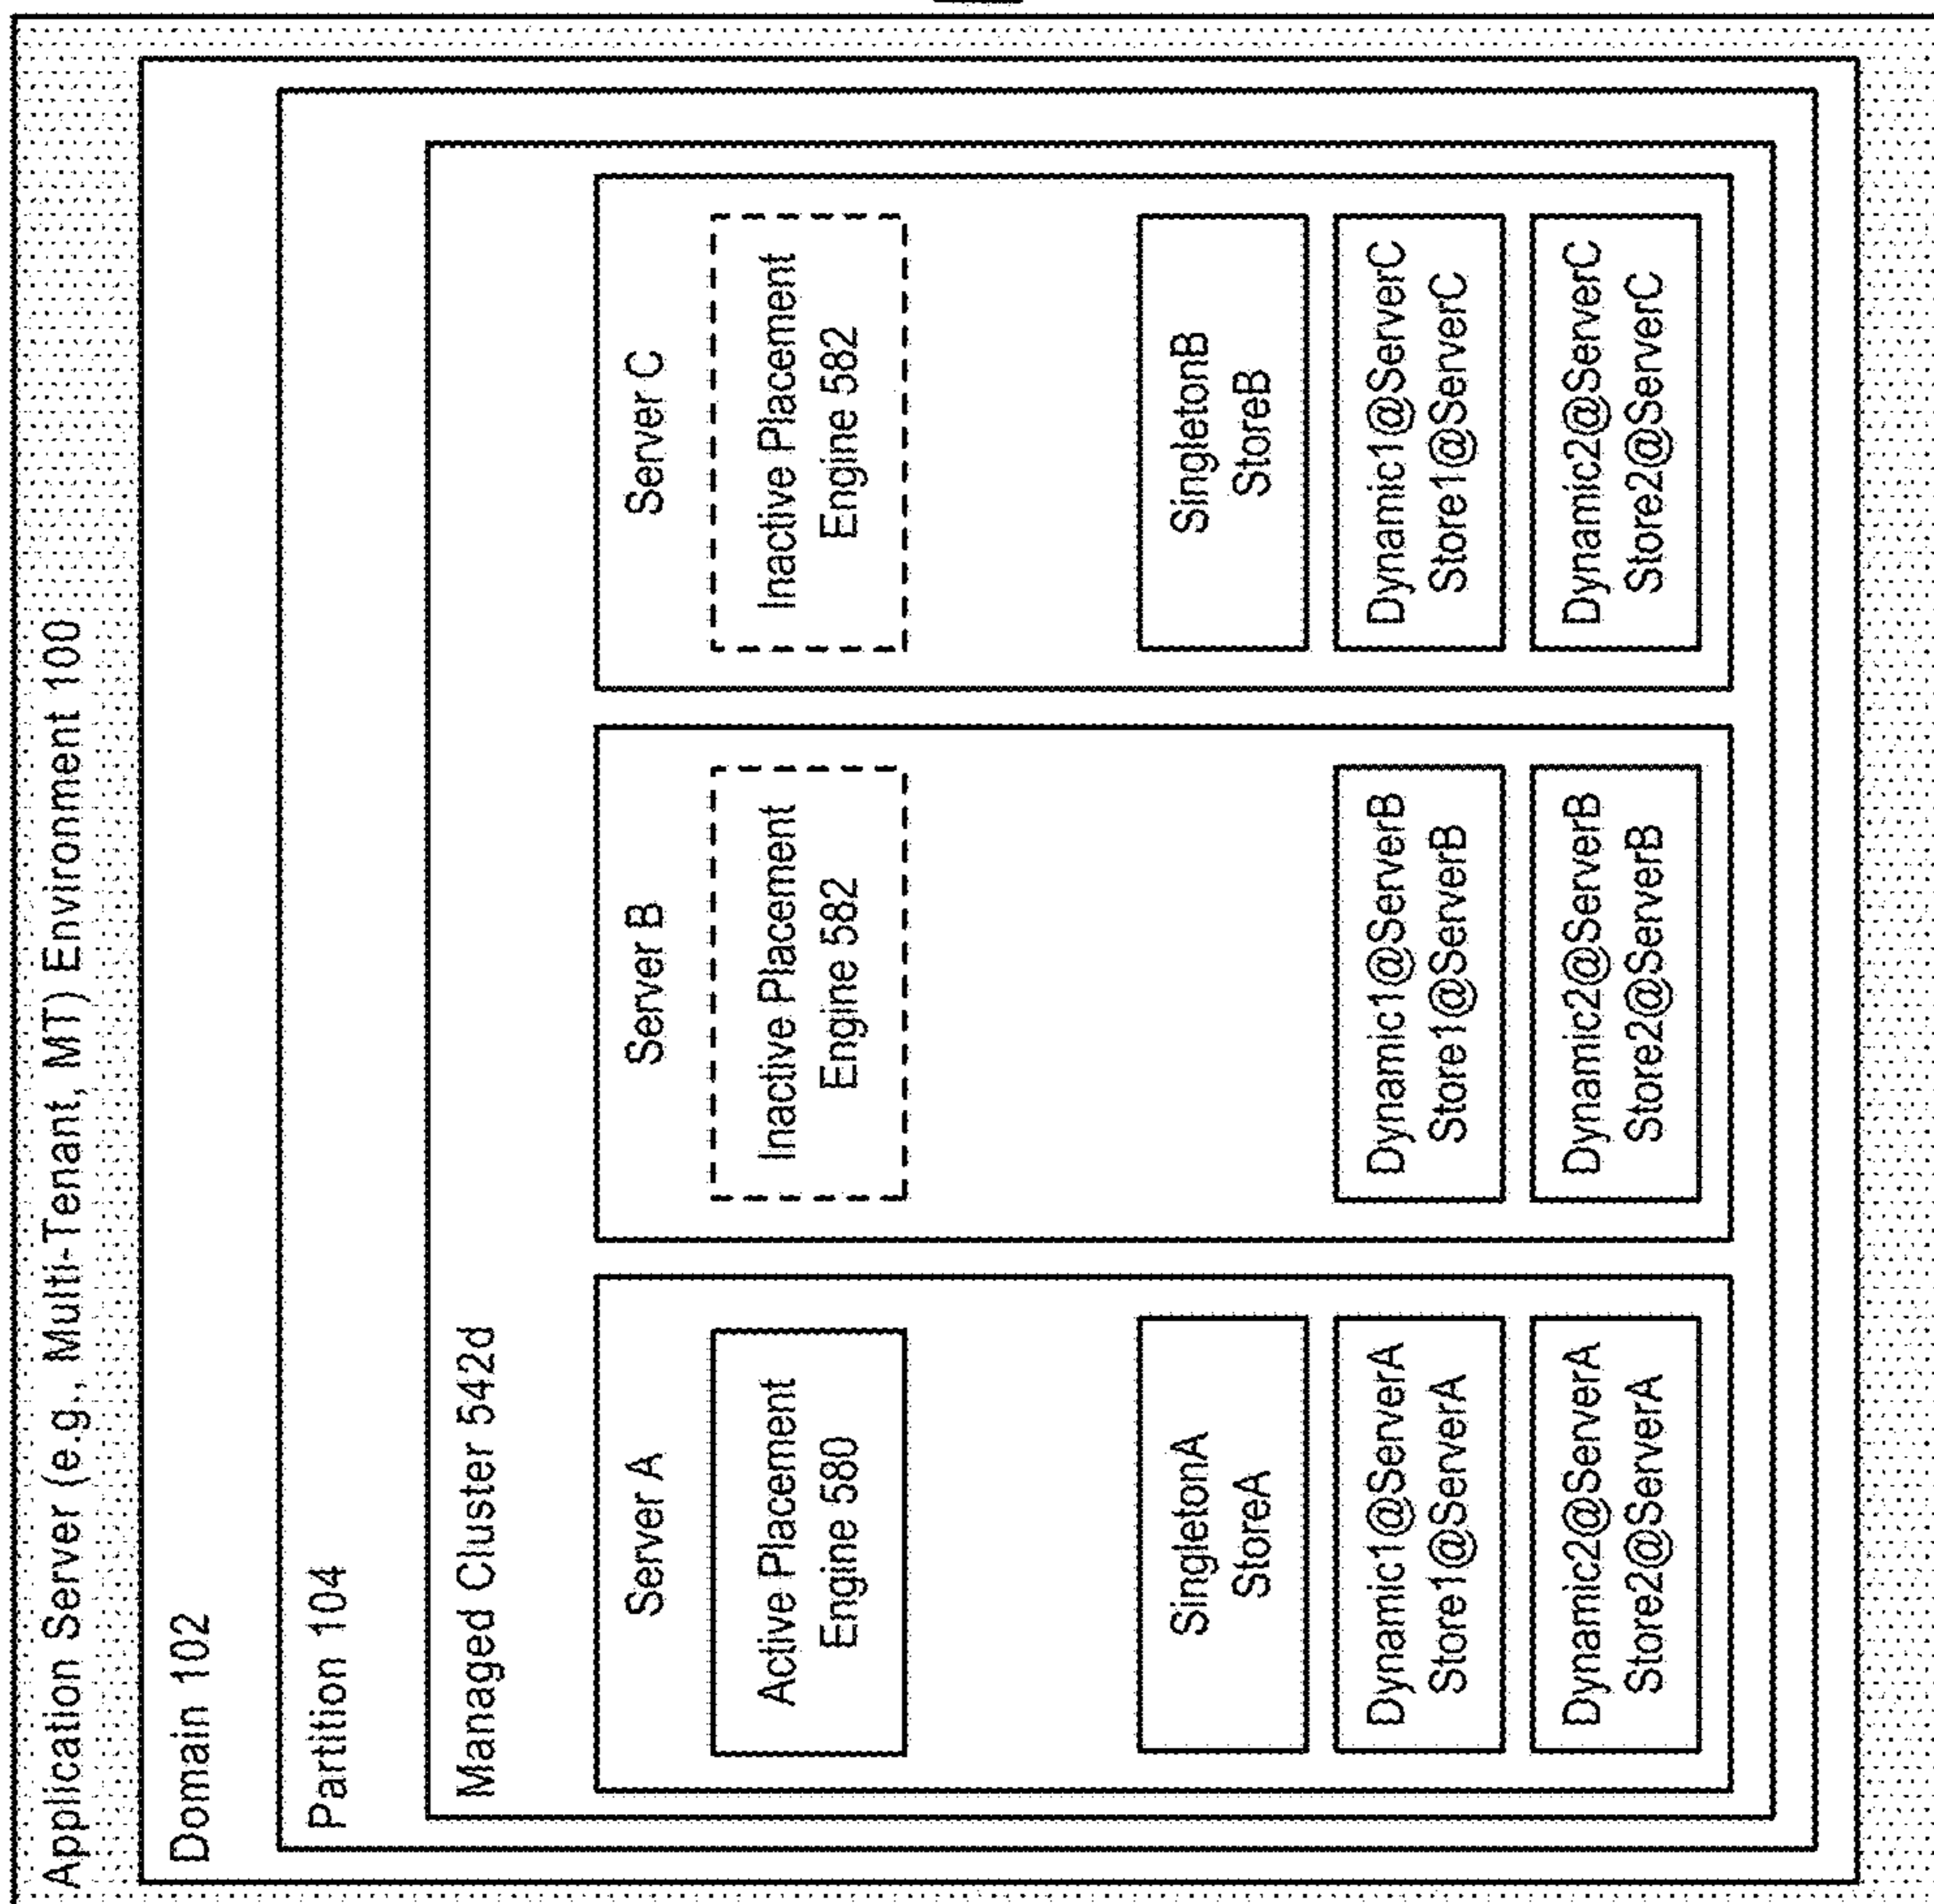 Application Server (e.g., Multi-Tenant, MT) Environment 100
Domain 102
Partition 104
Managed Cluster 542d
Server A
Active Placement
Engine 580
SingletonA
StoreA
Dynamic1@ServerA
Store1@ServerA
Dynamic2@ServerA
Store2@ServerA
Server B
Inactive Placement
Engine 582
Dynamic1@ServerB
Store1@ServerB
Dynamic2@ServerB
Store2@ServerB
Server C
Inactive Placement
Engine 582
SingletonB
StoreB
Dynamic1@ServerC
Store1@ServerC
Dynamic2@ServerC
Store2@ServerC